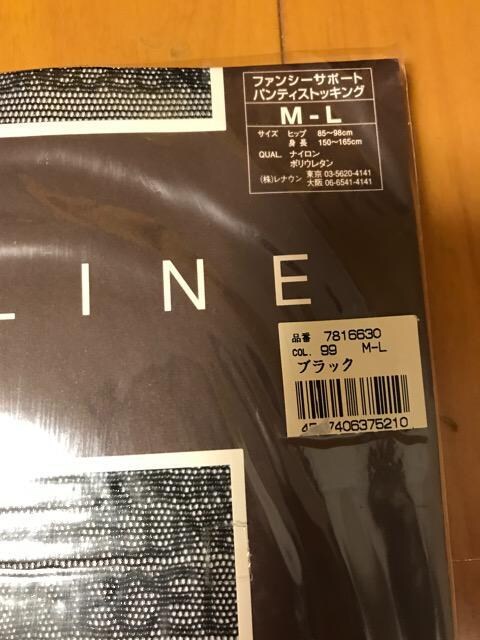 ファンシーサポート
パンティストッキング
M - L
サイズ ヒップ 85〜98cm
身長 150〜165cm
QUAL. ナイロン
ポリウレタン
(株)レナウン 東京 03-5620-4141
大阪 06-6541-4141
LINE
品番 7816630
COL. 99 M-L
ブラック
7406375210